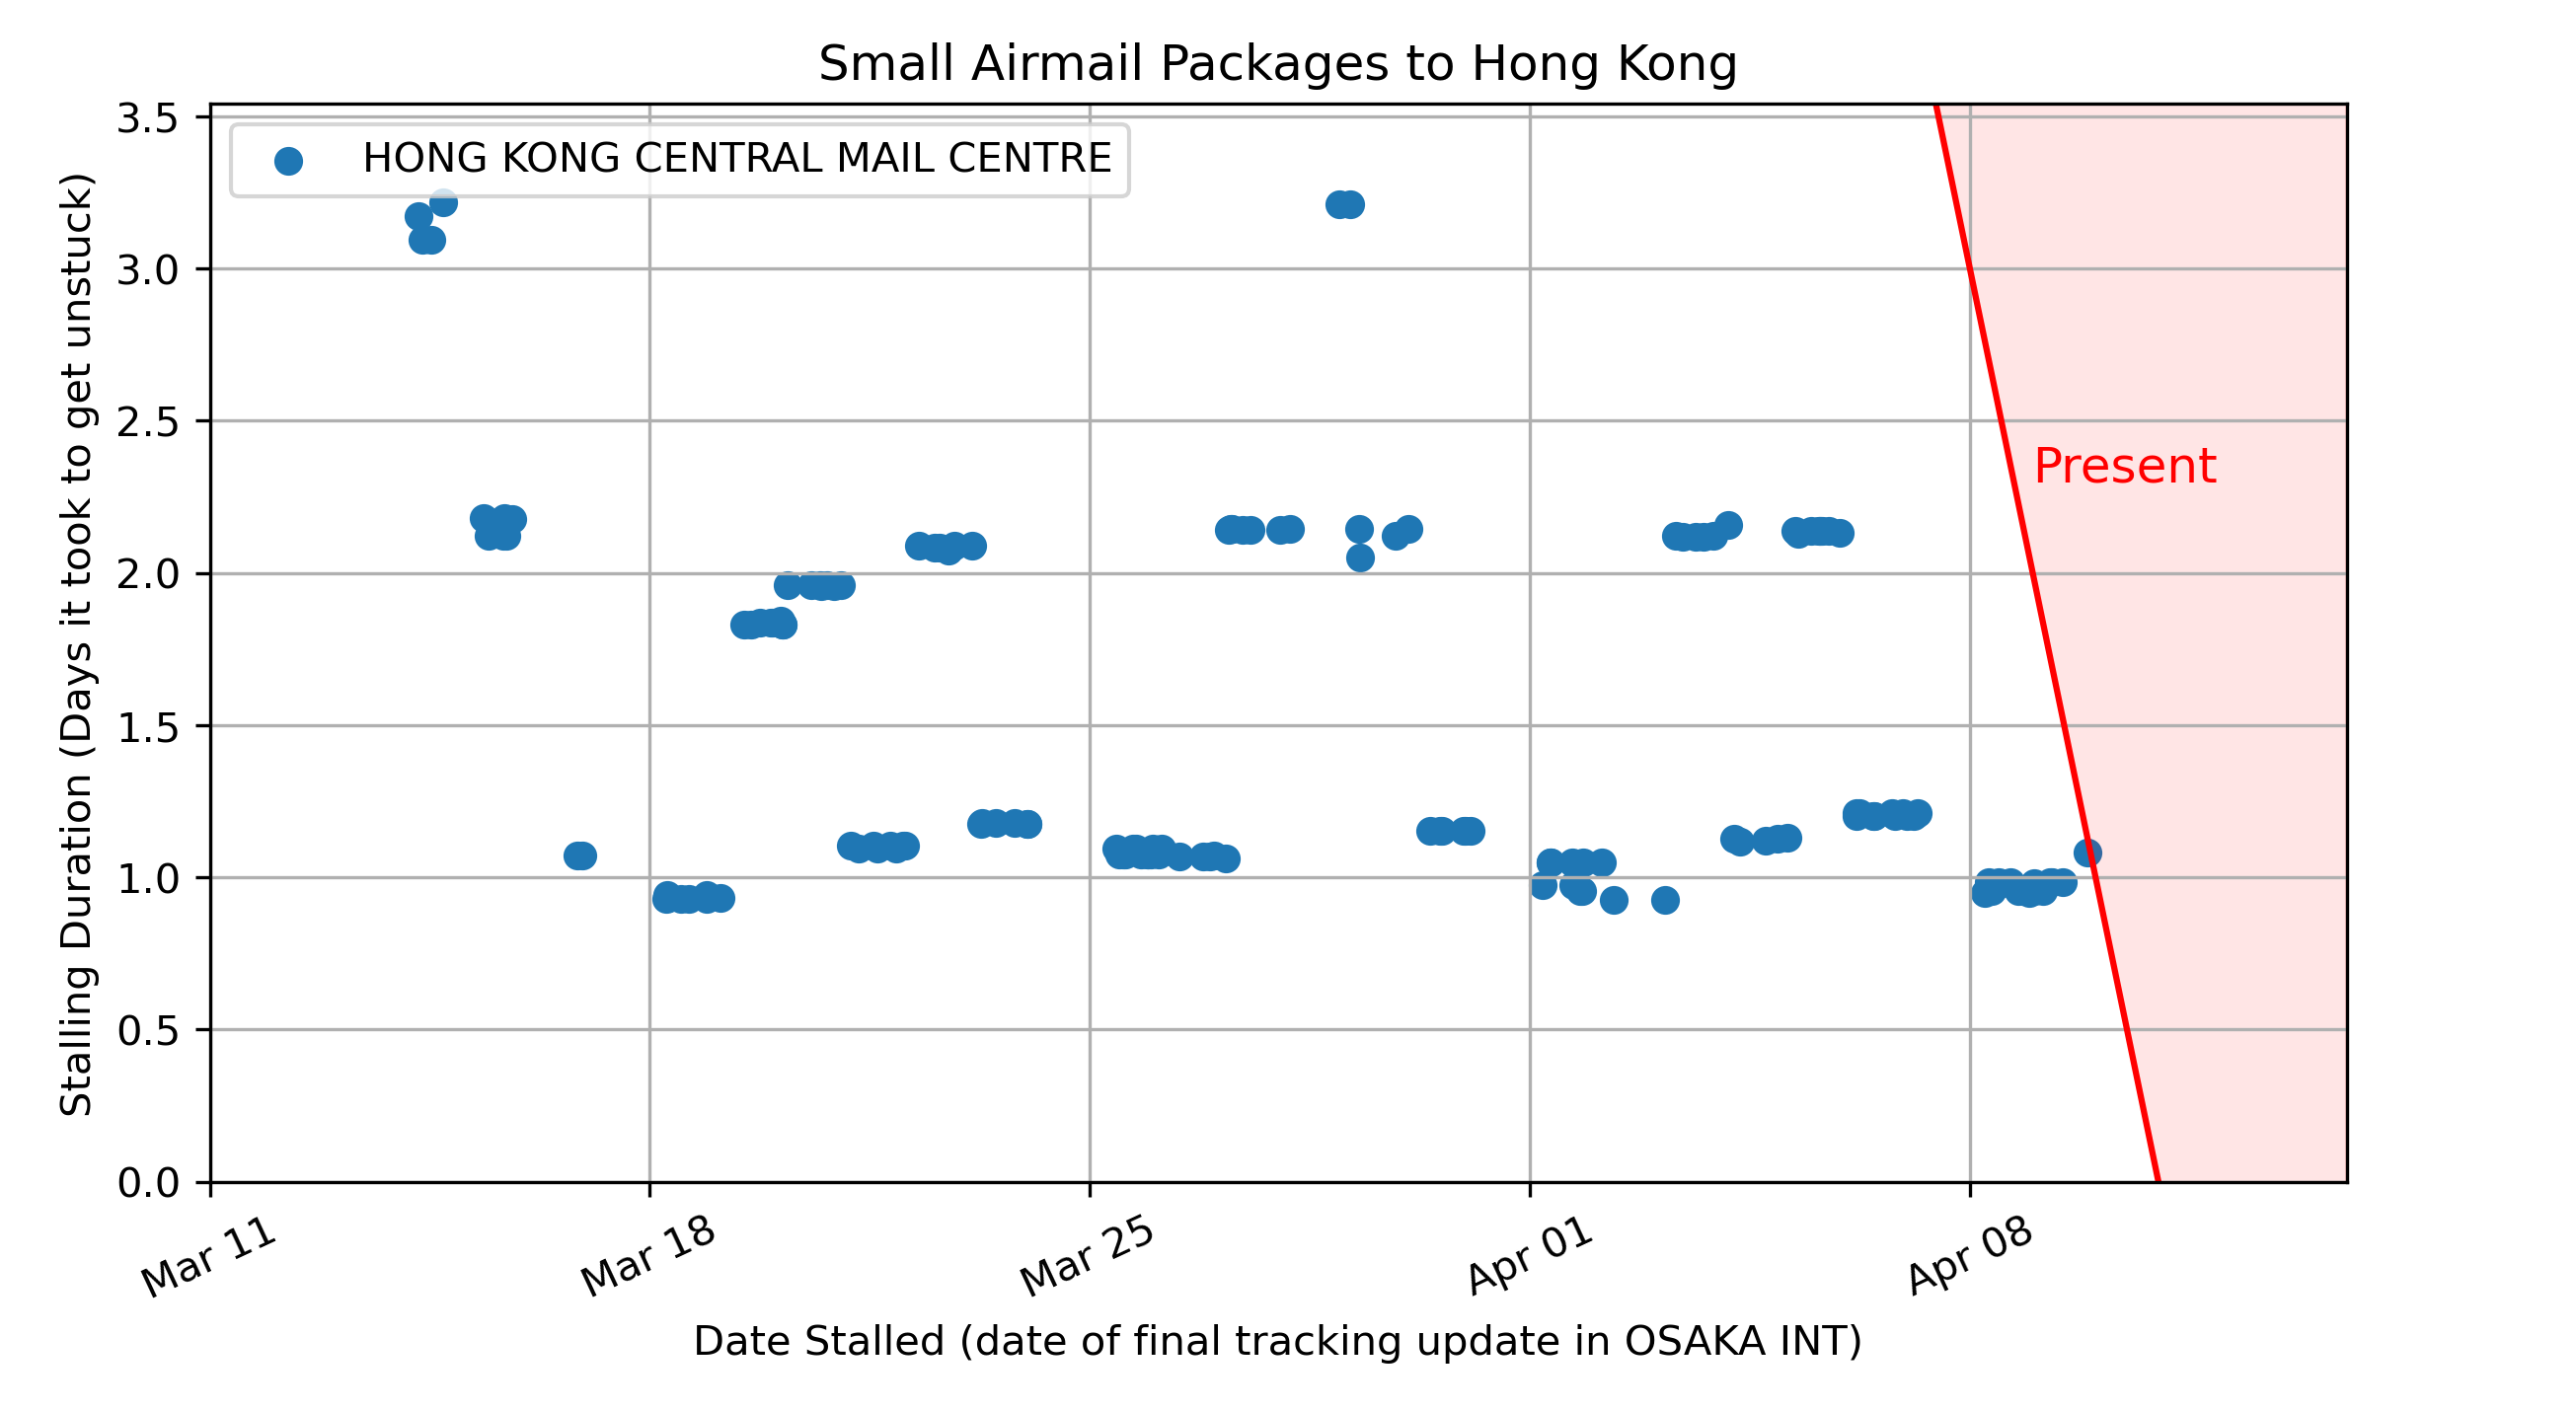 Small Airmail Packages to Hong Kong
HONG KONG CENTRAL MAIL CENTRE
Stalling Duration (Days it took to get unstuck)
3.5
3.0
2.5
2.0
1.5
1.0
0.5
0.0
Present
Mar 11
Mar 18
Mar 25
Apr 01
Apr 08
Date Stalled (date of final tracking update in OSAKA INT)